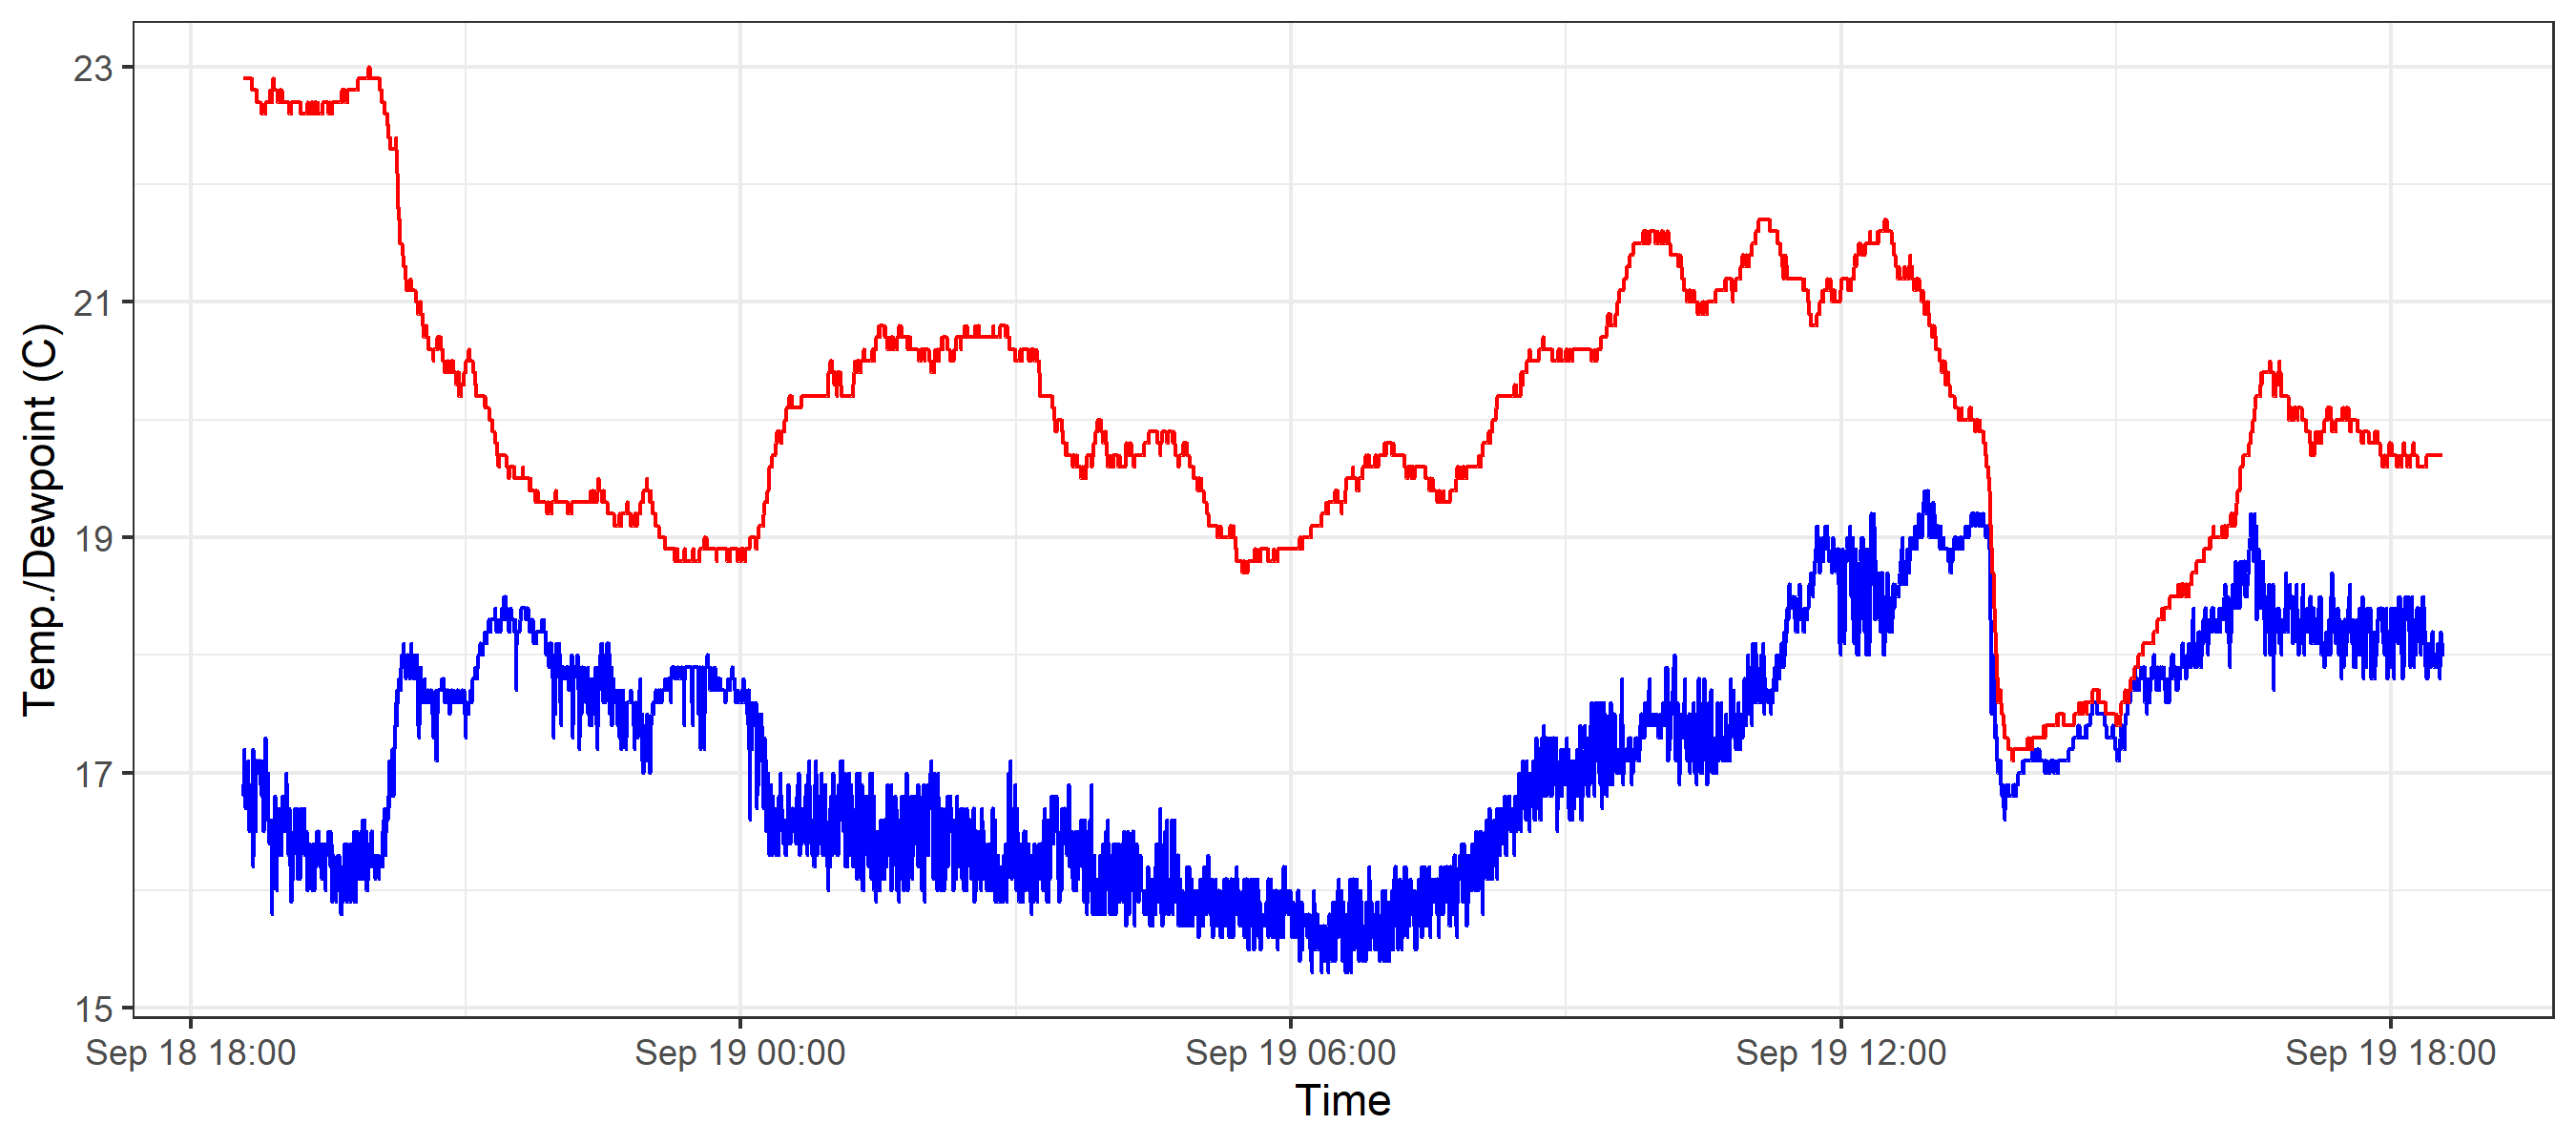 Temp./Dewpoint (C)
23
21
19
17
15
Sep 18 18:00
Sep 19 00:00
Sep 19 06:00
Sep 19 12:00
Sep 19 18:00
Time